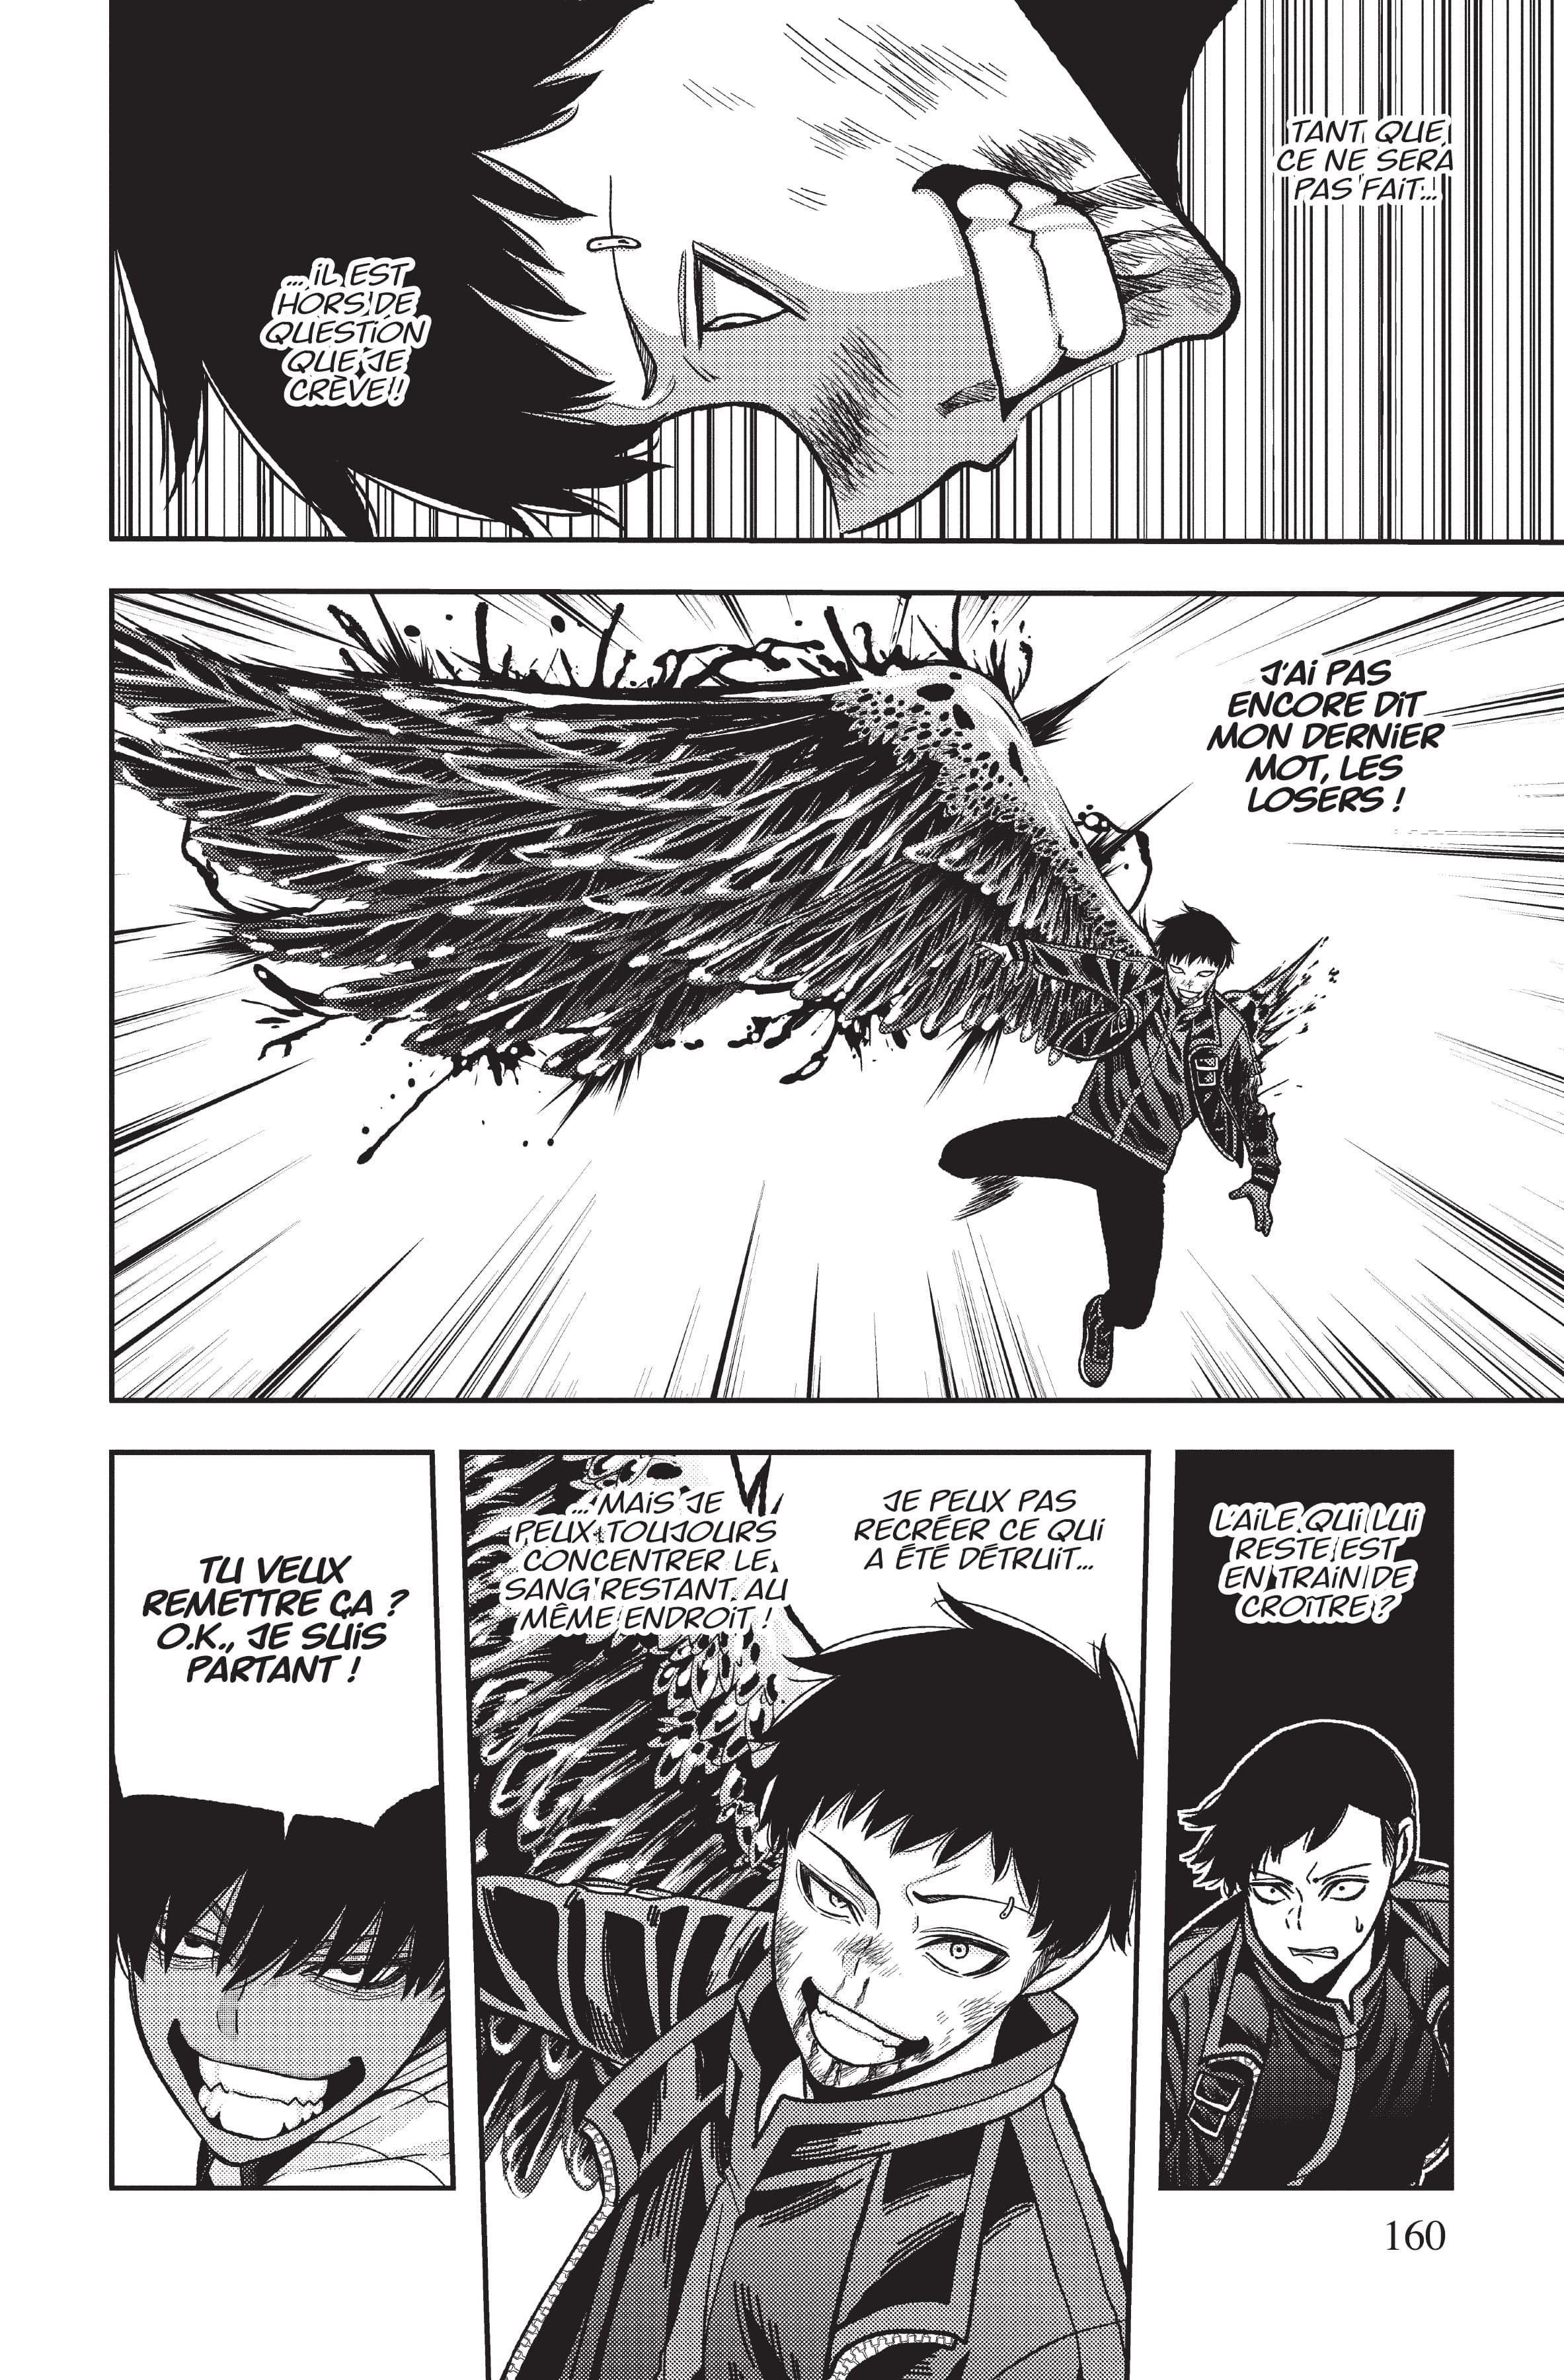 TANT QUE
CE NE SERA
PAS FAIT...
... IL EST
HORS DE
QUESTION
QUE JE
CRÈVE!!
J'AI PAS
ENCORE DIT
MON DERNIER
MOT, LES
LOSERS !
L'AILE QUI LUI
RESTE EST
EN TRAIN DE
CROÎTRE ?
JE PEUX PAS
RECRÉER CE QUI
A ÉTÉ DÉTRUIT...
... MAIS JE
PEUX TOUJOURS
CONCENTRER LE
SANG RESTANT AU
MÊME ENDROIT !
TU VEUX
REMETTRE ÇA ?
O.K., JE SUIS
PARTANT !
160